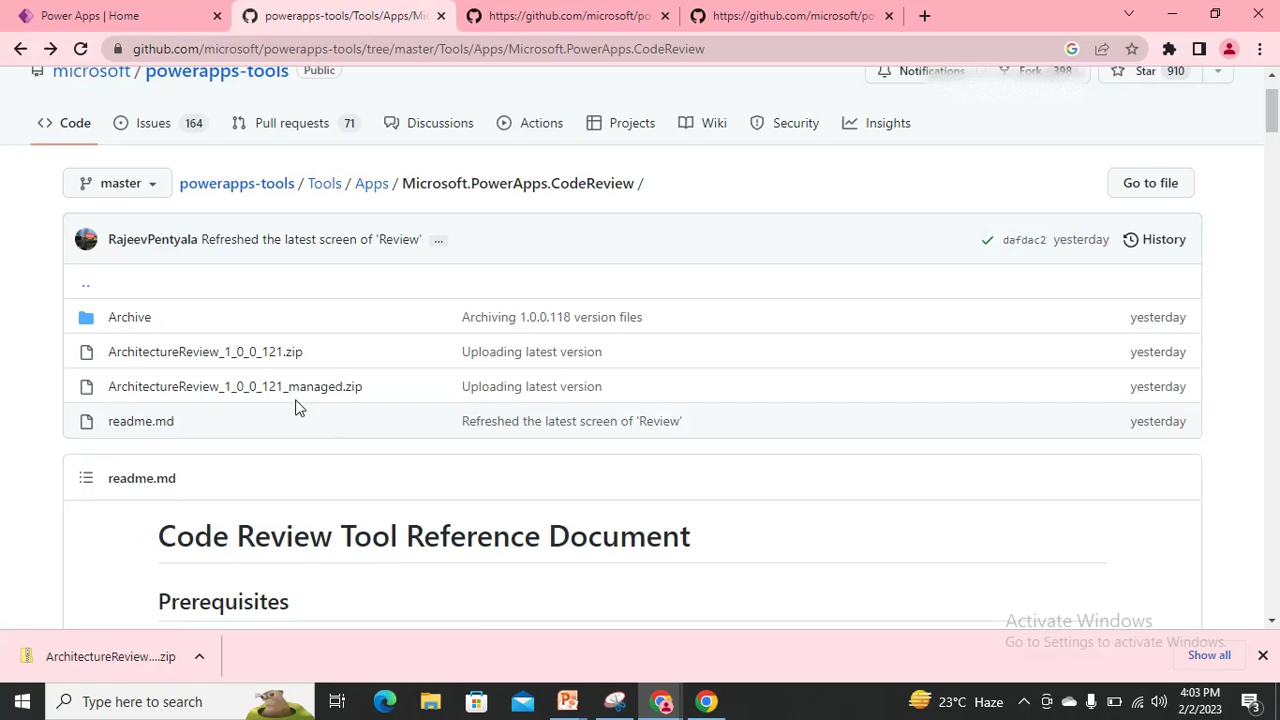 Power Apps | Home
powerapps-tools/Tools/Apps/Mi
https://github.com/microsoft/po
https://github.com/microsoft/po
github.com/microsoft/powerapps-tools/tree/master/Tools/Apps/Microsoft.PowerApps.CodeReview
microsoft / powerapps-tools Public
Notifications Fork 398 Star 910
Code Issues 164 Pull requests 71 Discussions Actions Projects Wiki Security Insights
master powerapps-tools / Tools / Apps / Microsoft.PowerApps.CodeReview / Go to file
RajeevPentyala Refreshed the latest screen of 'Review' ... dafdac2 yesterday History
..
Archive Archiving 1.0.0.118 version files yesterday
ArchitectureReview_1_0_0_121.zip Uploading latest version yesterday
ArchitectureReview_1_0_0_121_managed.zip Uploading latest version yesterday
readme.md Refreshed the latest screen of 'Review' yesterday
readme.md
Code Review Tool Reference Document
Prerequisites
Activate Windows
Go to Settings to activate Windows.
ArchitectureReview....zip Show all
Type here to search 23°C Haze 4:03 PM
2/2/2023 3